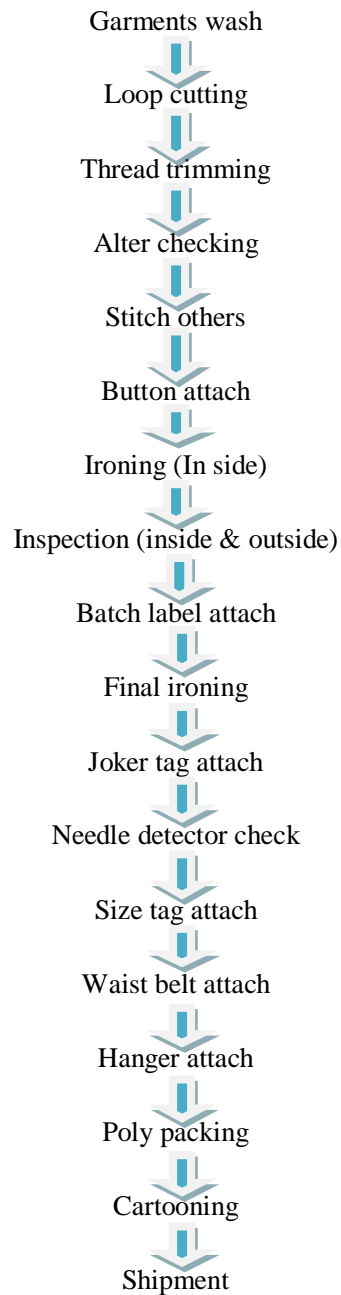 Garments wash
Loop cutting
Thread trimming
Alter checking
Stitch others
Button attach
Ironing (In side)
Inspection (inside & outside)
Batch label attach
Final ironing
Joker tag attach
Needle detector check
Size tag attach
Waist belt attach
Hanger attach
Poly packing
Cartooning
Shipment